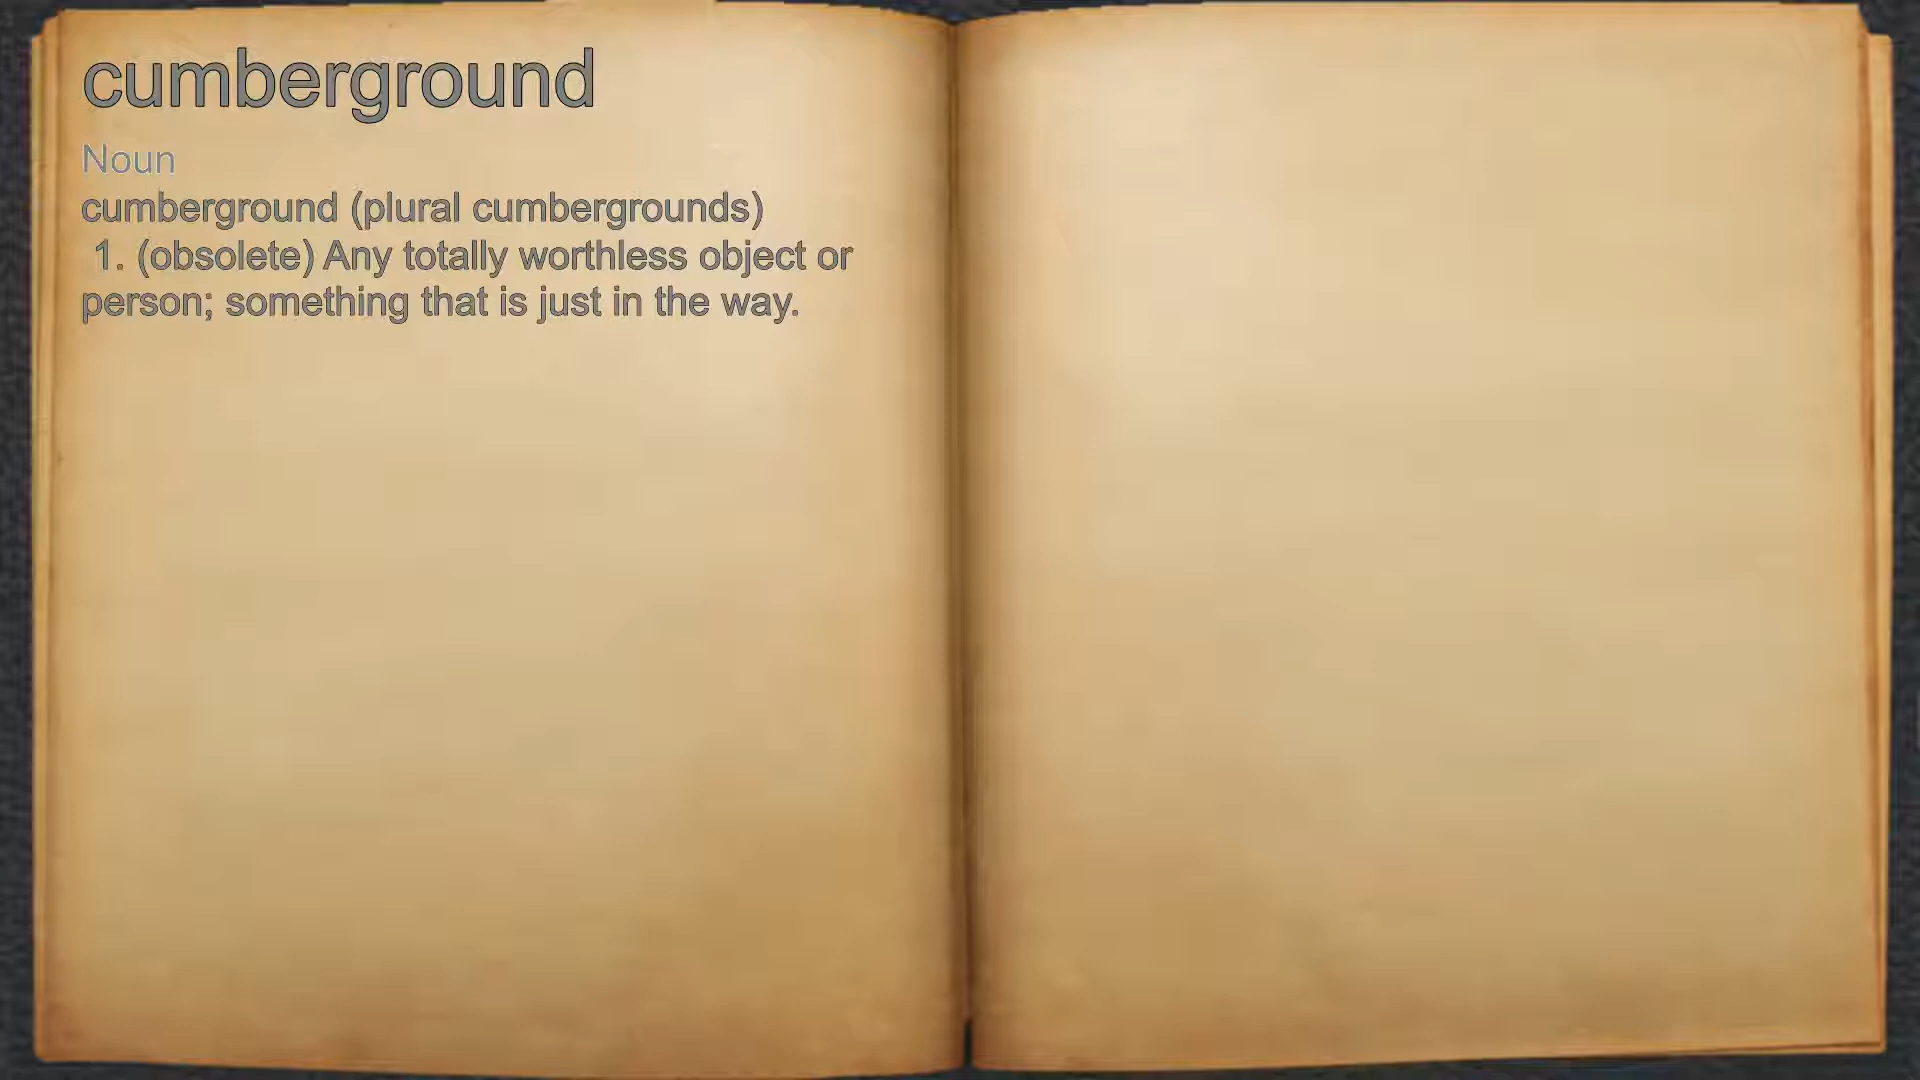 cumberground
Noun
cumberground (plural cumbergrounds)
1. (obsolete) Any totally worthless object or
person; something that is just in the way.